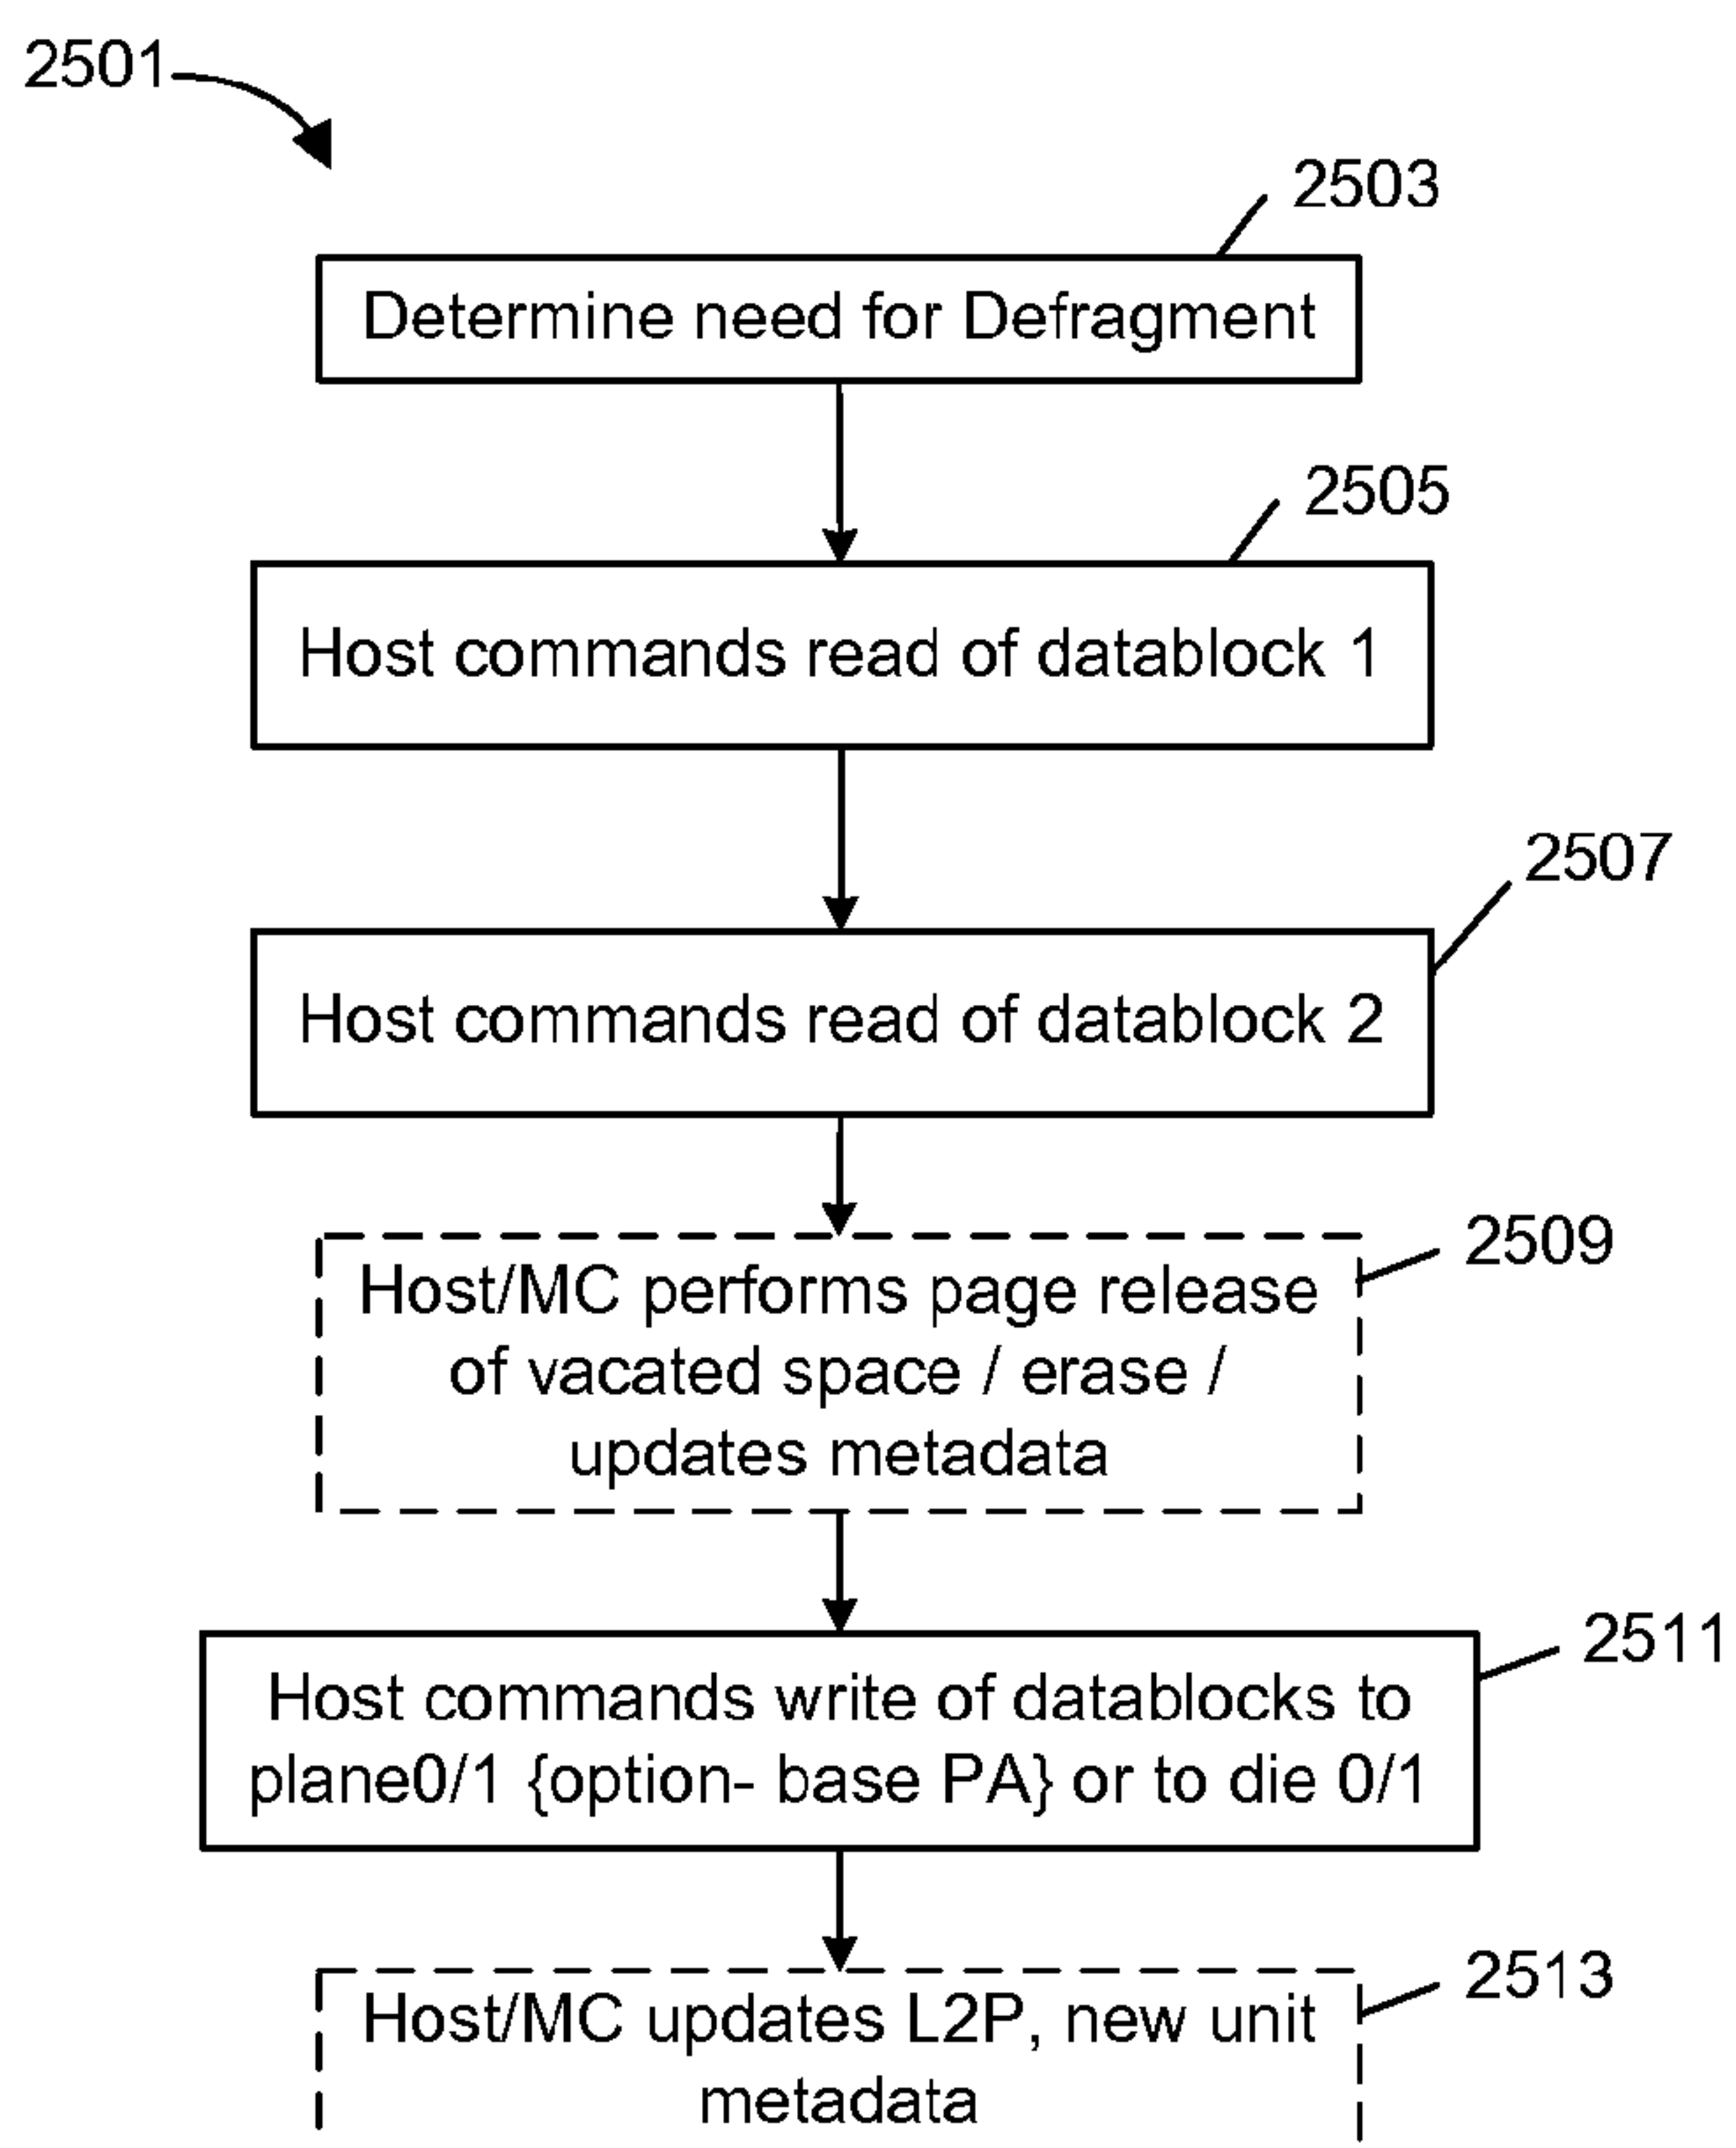 2501
2503
Determine need for Defragment
2505
Host commands read of datablock 1
2507
Host commands read of datablock 2
2509
Host/MC performs page release
of vacated space / erase /
updates metadata
2511
Host commands write of datablocks to
plane0/1 {option- base PA} or to die 0/1
2513
Host/MC updates L2P, new unit
metadata